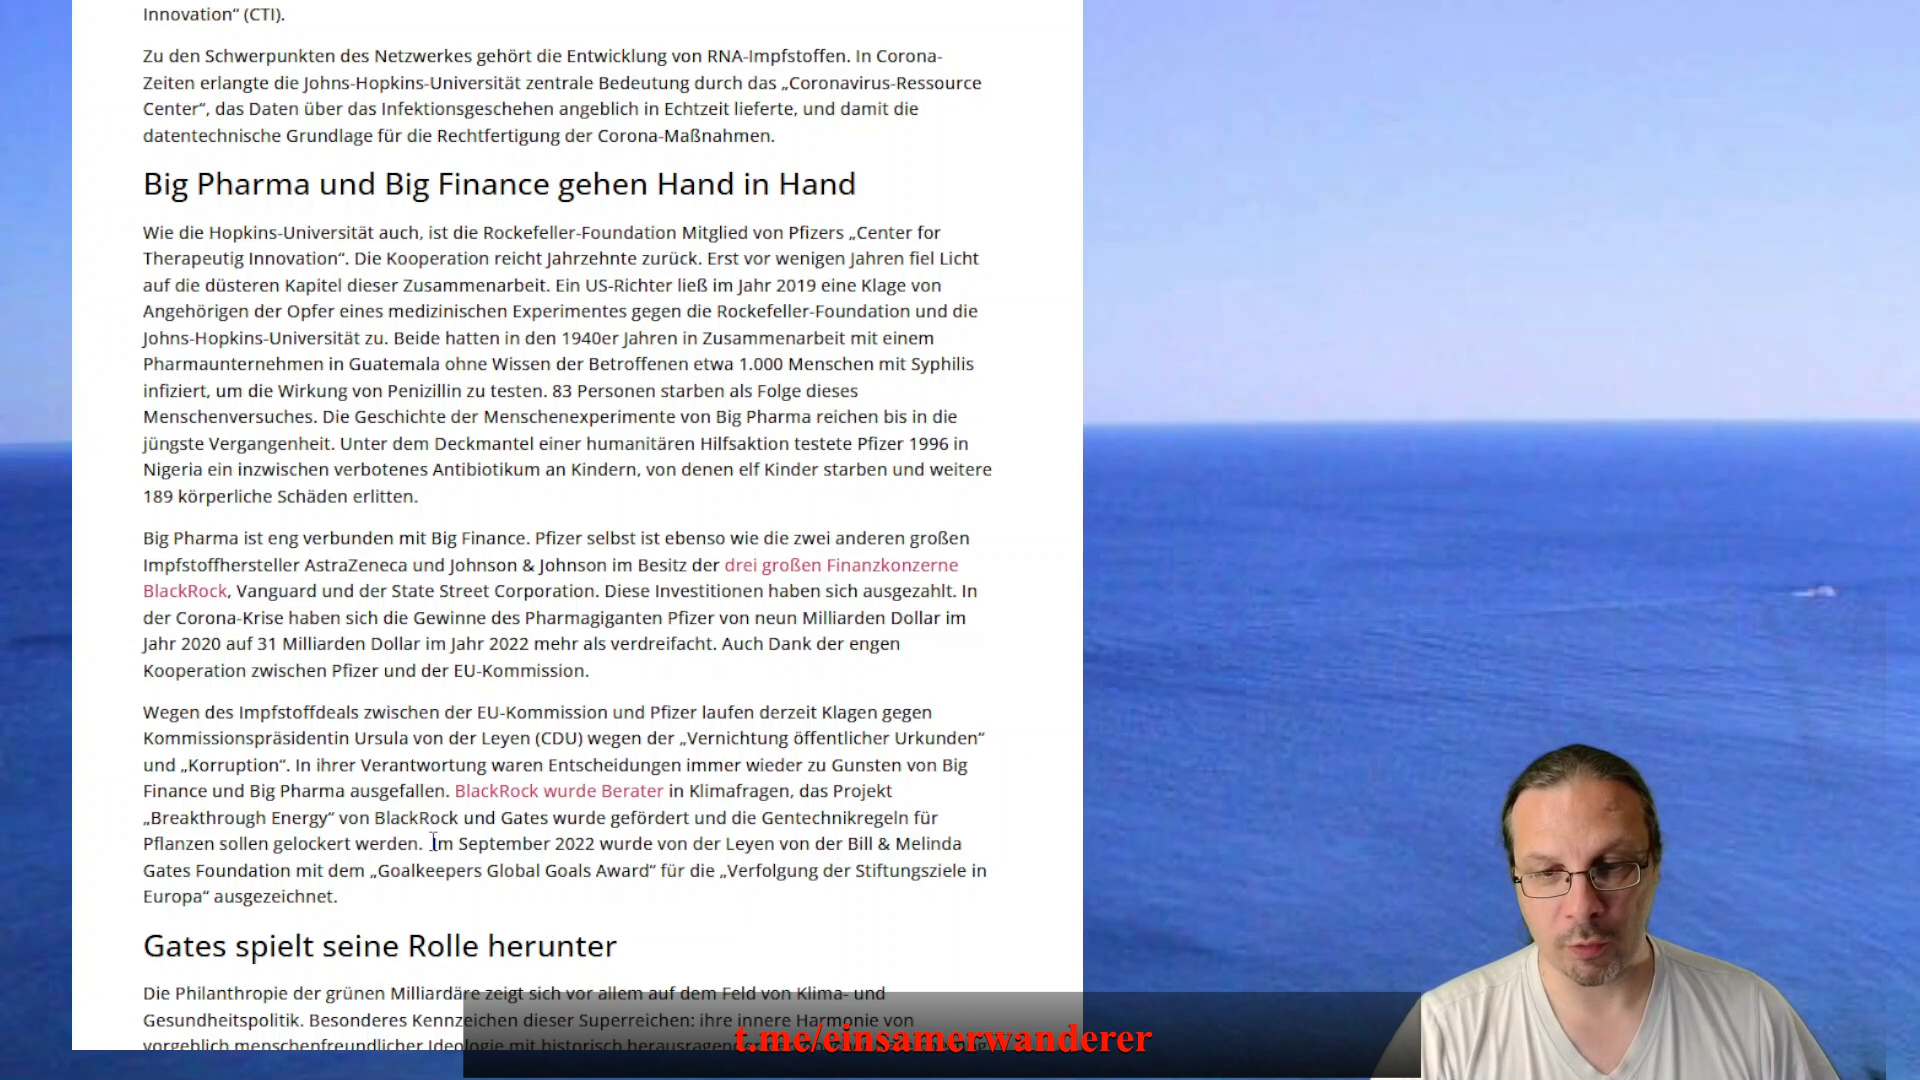 Innovation“ (CTI).
Zu den Schwerpunkten des Netzwerkes gehört die Entwicklung von RNA-Impfstoffen. In Corona-
Zeiten erlangte die Johns-Hopkins-Universität zentrale Bedeutung durch das „Coronavirus-Ressource
Center“, das Daten über das Infektionsgeschehen angeblich in Echtzeit lieferte, und damit die
datentechnische Grundlage für die Rechtfertigung der Corona-Maßnahmen.
Big Pharma und Big Finance gehen Hand in Hand
Wie die Hopkins-Universität auch, ist die Rockefeller-Foundation Mitglied von Pfizers „Center for
Therapeutig Innovation“. Die Kooperation reicht Jahrzehnte zurück. Erst vor wenigen Jahren fiel Licht
auf die düsteren Kapitel dieser Zusammenarbeit. Ein US-Richter ließ im Jahr 2019 eine Klage von
Angehörigen der Opfer eines medizinischen Experimentes gegen die Rockefeller-Foundation und die
Johns-Hopkins-Universität zu. Beide hatten in den 1940er Jahren in Zusammenarbeit mit einem
Pharmaunternehmen in Guatemala ohne Wissen der Betroffenen etwa 1.000 Menschen mit Syphilis
infiziert, um die Wirkung von Penizillin zu testen. 83 Personen starben als Folge dieses
Menschenversuches. Die Geschichte der Menschenexperimente von Big Pharma reichen bis in die
jüngste Vergangenheit. Unter dem Deckmantel einer humanitären Hilfsaktion testete Pfizer 1996 in
Nigeria ein inzwischen verbotenes Antibiotikum an Kindern, von denen elf Kinder starben und weitere
189 körperliche Schäden erlitten.
Big Pharma ist eng verbunden mit Big Finance. Pfizer selbst ist ebenso wie die zwei anderen großen
Impfstoffhersteller AstraZeneca und Johnson & Johnson im Besitz der drei großen Finanzkonzerne
BlackRock, Vanguard und der State Street Corporation. Diese Investitionen haben sich ausgezahlt. In
der Corona-Krise haben sich die Gewinne des Pharmagiganten Pfizer von neun Milliarden Dollar im
Jahr 2020 auf 31 Milliarden Dollar im Jahr 2022 mehr als verdreifacht. Auch Dank der engen
Kooperation zwischen Pfizer und der EU-Kommission.
Wegen des Impfstoffdeals zwischen der EU-Kommission und Pfizer laufen derzeit Klagen gegen
Kommissionspräsidentin Ursula von der Leyen (CDU) wegen der „Vernichtung öffentlicher Urkunden“
und „Korruption“. In ihrer Verantwortung waren Entscheidungen immer wieder zu Gunsten von Big
Finance und Big Pharma ausgefallen. BlackRock wurde Berater in Klimafragen, das Projekt
„Breakthrough Energy“ von BlackRock und Gates wurde gefördert und die Gentechnikregeln für
Pflanzen sollen gelockert werden. Im September 2022 wurde von der Leyen von der Bill & Melinda
Gates Foundation mit dem „Goalkeepers Global Goals Award“ für die „Verfolgung der Stiftungsziele in
Europa“ ausgezeichnet.
Gates spielt seine Rolle herunter
Die Philanthropie der grünen Milliardäre zeigt sich vor allem auf dem Feld von Klima- und
Gesundheitspolitik. Besonderes Kennzeichen dieser Superreichen: ihre innere Harmonie von
vorgeblich menschenfreundlicher Ideologie mit historisch
t.me/einsamerwanderer